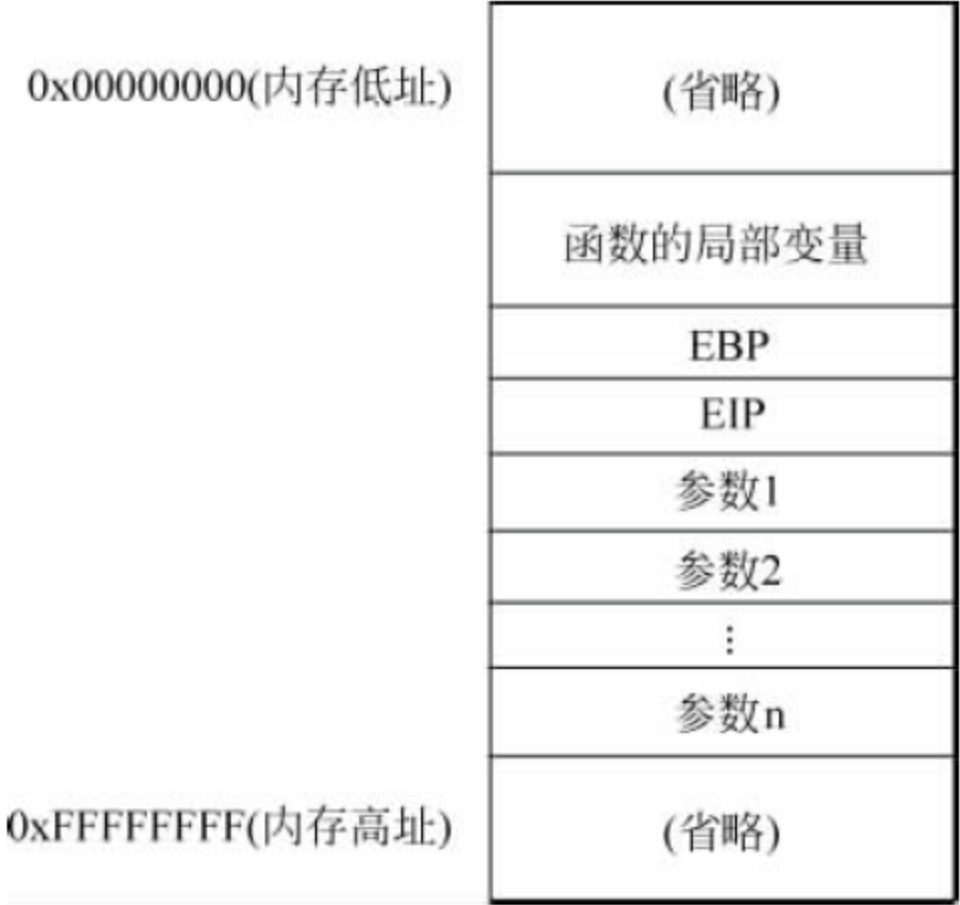 0x00000000(内存低址)
(省略)
函数的局部变量
EBP
EIP
参数1
参数2
⋮
参数n
0xFFFFFFFF(内存高址)
(省略)